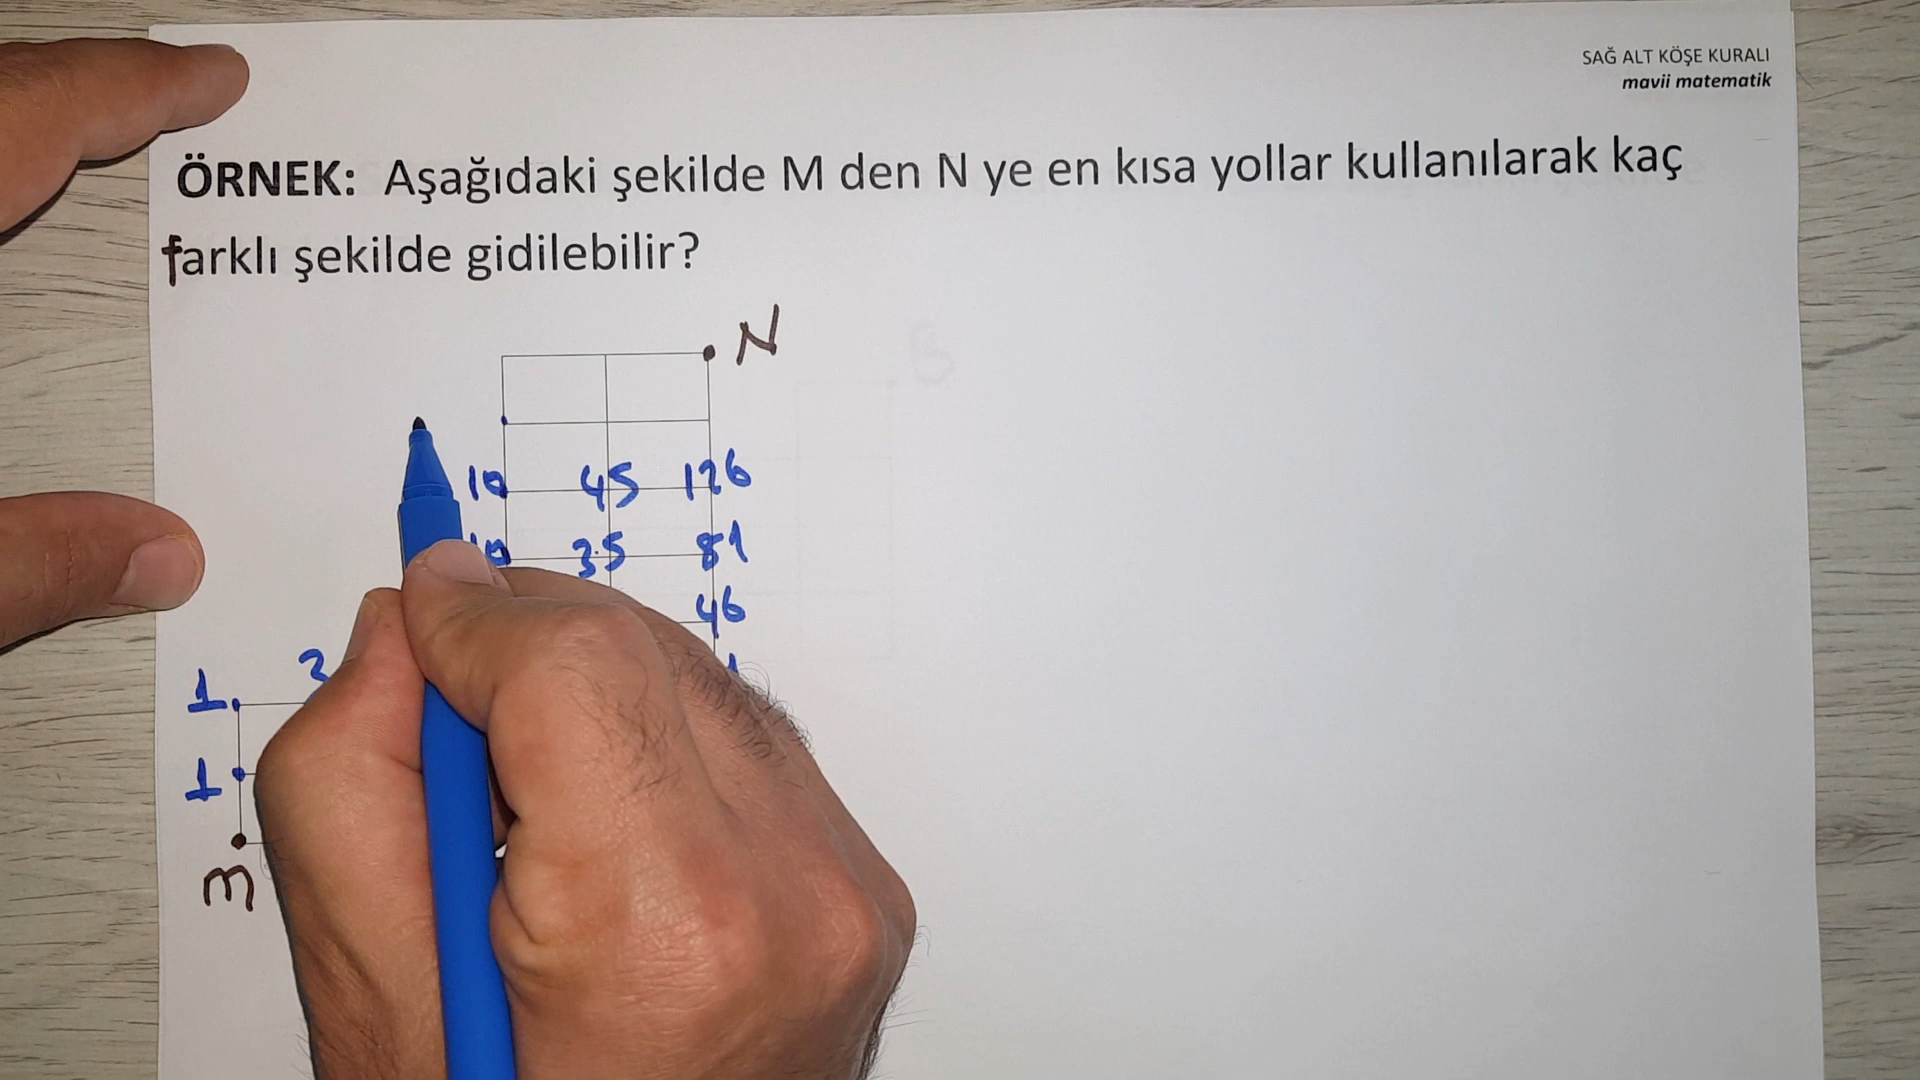 SAĞ ALT KÖŞE KURALI
mavii matematik
ÖRNEK: Aşağıdaki şekilde M den N ye en kısa yollar kullanılarak kaç
farklı şekilde gidilebilir?
N
10 45 126
10 35 81
46
1
1
M